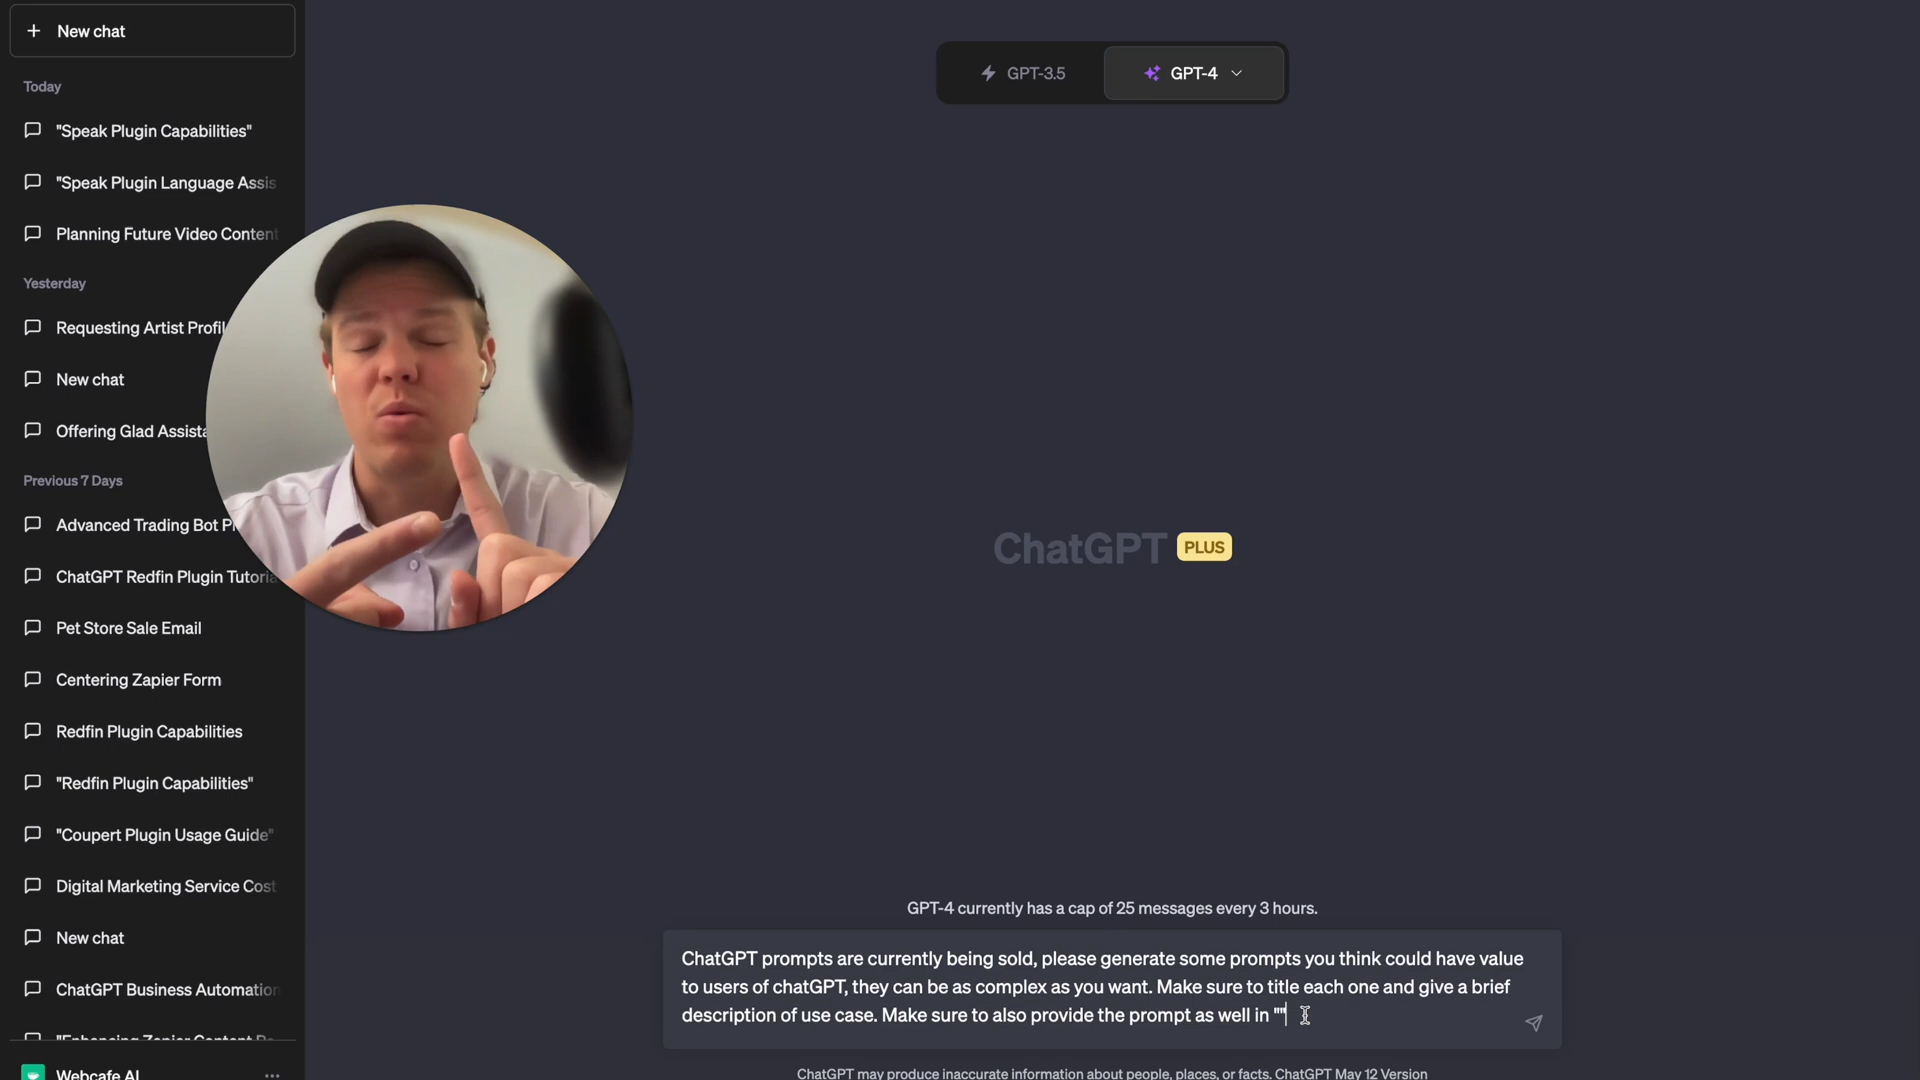 New chat
Today
"Speak Plugin Capabilities"
"Speak Plugin Language Assis
Planning Future Video Content
Yesterday
Requesting Artist Profil
New chat
Offering Glad Assista
Previous 7 Days
Advanced Trading Bot Pr
ChatGPT Redfin Plugin Tutoria
Pet Store Sale Email
Centering Zapier Form
Redfin Plugin Capabilities
"Redfin Plugin Capabilities"
"Coupert Plugin Usage Guide"
Digital Marketing Service Cost
New chat
ChatGPT Business Automation
"Enhancing Zapier Content
Webcafe AI
GPT-3.5
GPT-4
ChatGPT PLUS
GPT-4 currently has a cap of 25 messages every 3 hours.
ChatGPT prompts are currently being sold, please generate some prompts you think could have value
to users of chatGPT, they can be as complex as you want. Make sure to title each one and give a brief
description of use case. Make sure to also provide the prompt as well in ""
ChatGPT may produce inaccurate information about people, places, or facts. ChatGPT May 12 Version